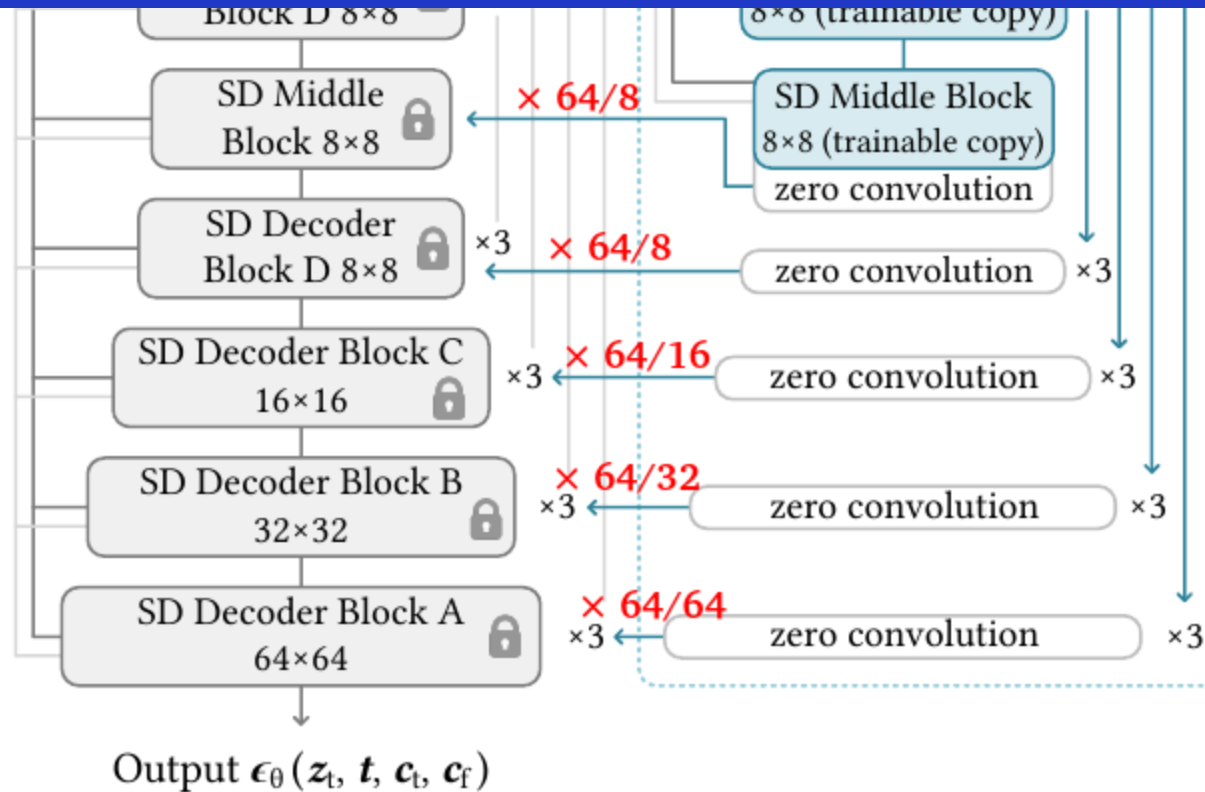 Block D 8×8
8×8 (trainable copy)
SD Middle
Block 8×8
× 64/8
SD Middle Block
8×8 (trainable copy)
zero convolution
SD Decoder
Block D 8×8
×3
× 64/8
zero convolution
×3
SD Decoder Block C
16×16
×3
× 64/16
zero convolution
×3
SD Decoder Block B
32×32
×3
× 64/32
zero convolution
×3
SD Decoder Block A
64×64
×3
× 64/64
zero convolution
×3
Output ϵθ(zt, t, ct, cf)